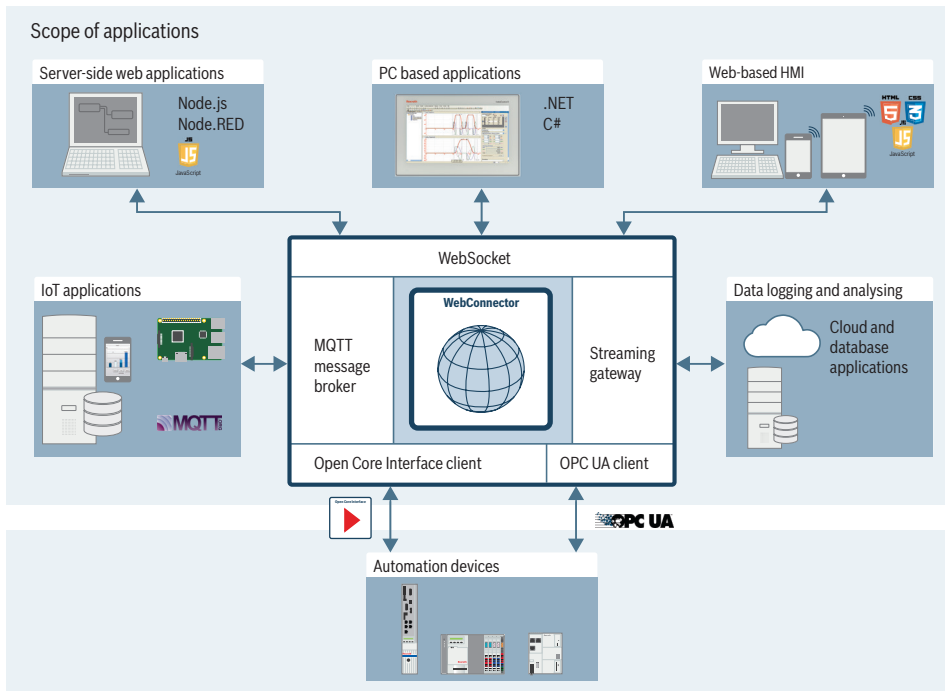 Scope of applications
Server-side web applications
Node.js
Node.RED
JS
JavaScript
PC based applications
.NET
C#
Web-based HMI
HTML
CSS
5
3
JS
JavaScript
WebSocket
IoT applications
MQTT
MQTT
message
broker
WebConnector
Streaming
gateway
Data logging and analysing
Cloud and
database
applications
Open Core Interface client
OPC UA client
Open Core Interface
OPC UA
Automation devices